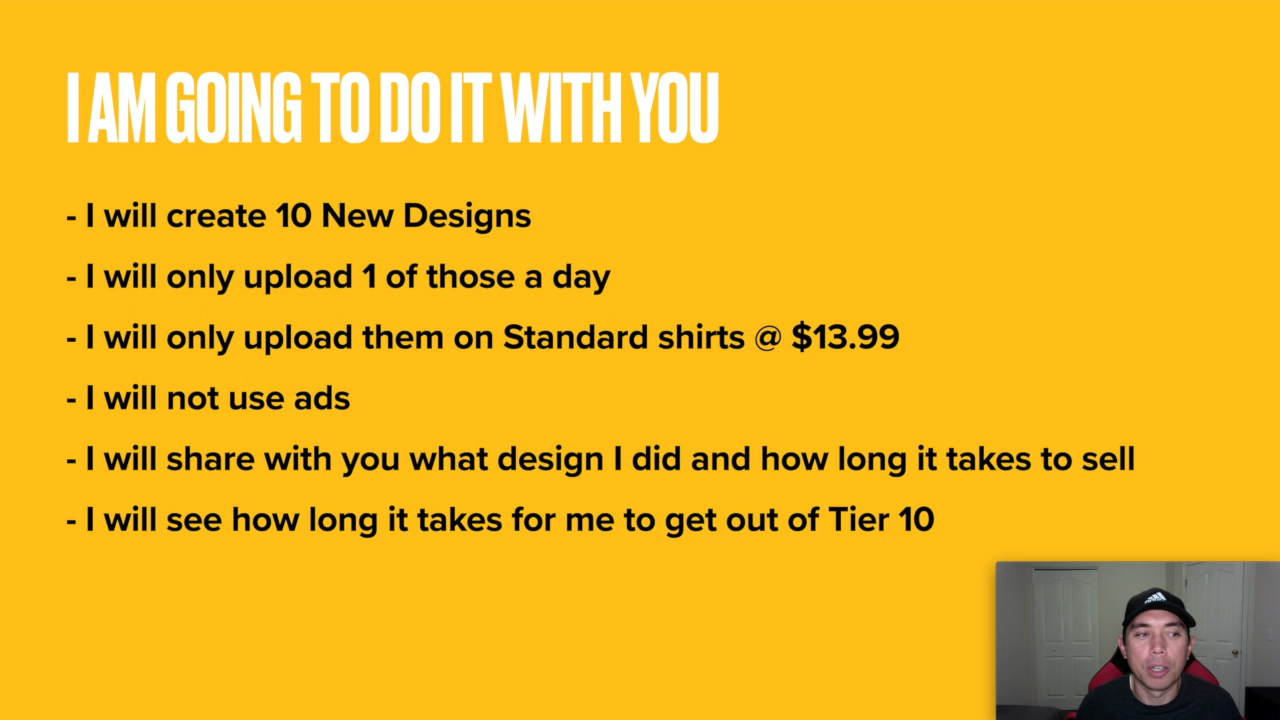 I AM GOING TO DO IT WITH YOU
- I will create 10 New Designs
- I will only upload 1 of those a day
- I will only upload them on Standard shirts @ $13.99
- I will not use ads
- I will share with you what design I did and how long it takes to sell
- I will see how long it takes for me to get out of Tier 10